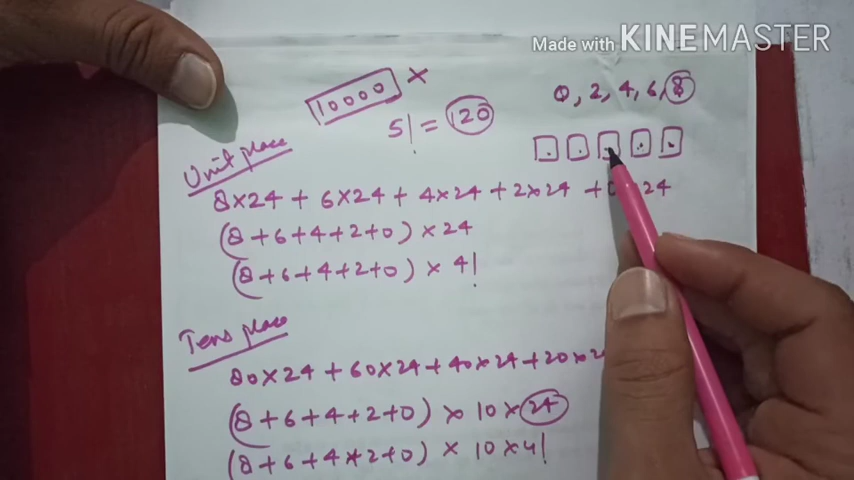 Made with KINEMASTER
10000 ×
0, 2, 4, 6, 8
5! = 120
Unit place
8×24 + 6×24 + 4×24 + 2×24 + 0×24
(8+6+4+2+0) × 24
(8+6+4+2+0) × 4!
Tens place
80×24 + 60×24 + 40×24 + 20×2
(8+6+4+2+0) × 10×24
(8+6+4+2+0) × 10×4!